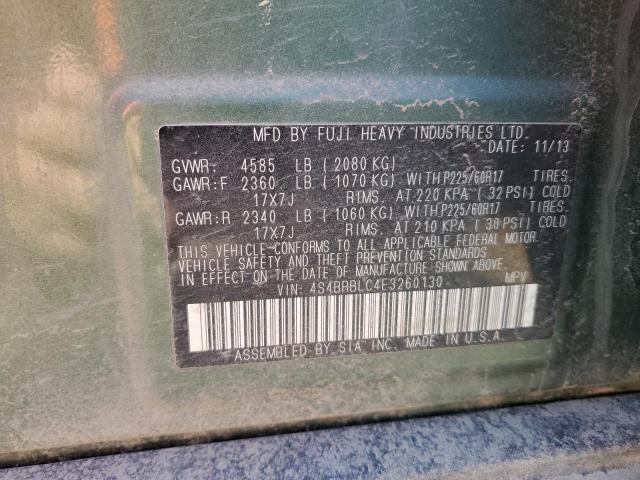 MFD BY FUJI HEAVY INDUSTRIES LTD.
DATE: 11/13
GVWR: 4585 LB (2080 KG)
GAWR:F 2360 LB (1070 KG) WITH P225/60R17 TIRES.
17X7J RIMS. AT 220 KPA (32 PSI) COLD
GAWR:R 2340 LB (1060 KG) WITH P225/60R17 TIRES.
17X7J RIMS. AT 210 KPA (30 PSI) COLD
THIS VEHICLE CONFORMS TO ALL APPLICABLE FEDERAL MOTOR
VEHICLE SAFETY AND THEFT PREVENTION STANDARDS
IN EFFECT ON THE DATE OF MANUFACTURE SHOWN ABOVE.
VIN: 4S4BRBLC4E3260130 MPV
ASSEMBLED BY SIA INC. MADE IN U.S.A.